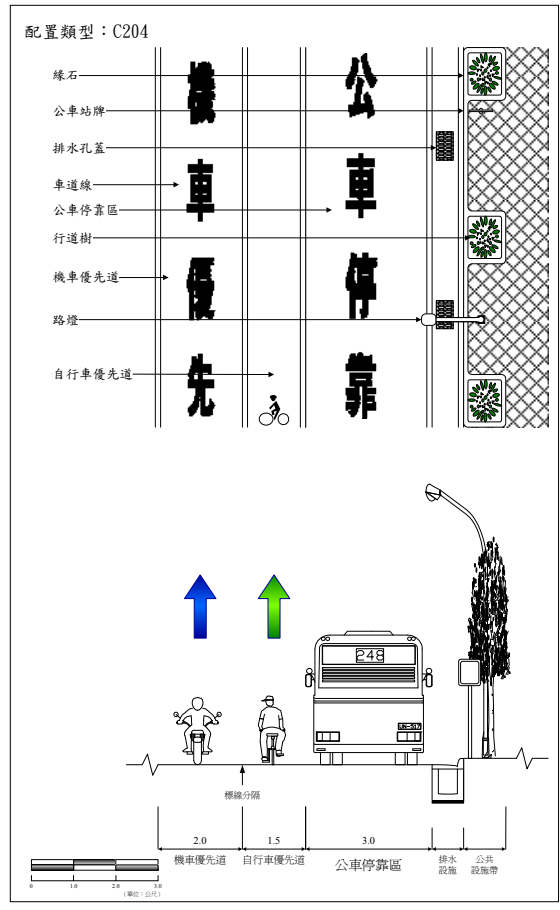 配置類型：C204
緣石
公車站牌
排水孔蓋
車道線
公車停靠區
行道樹
機車優先道
路燈
自行車優先道
機車優先
公車停靠
248
標線分隔
2.0
1.5
3.0
機車優先道
自行車優先道
公車停靠區
排水
設施
公共
設施帶
0
1.0
2.0
3.0
（單位：公尺）